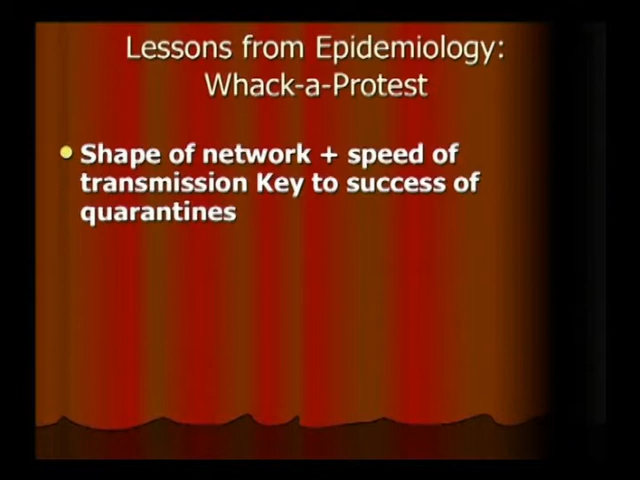 Lessons from Epidemiology:
Whack-a-Protest
Shape of network + speed of
transmission Key to success of
quarantines